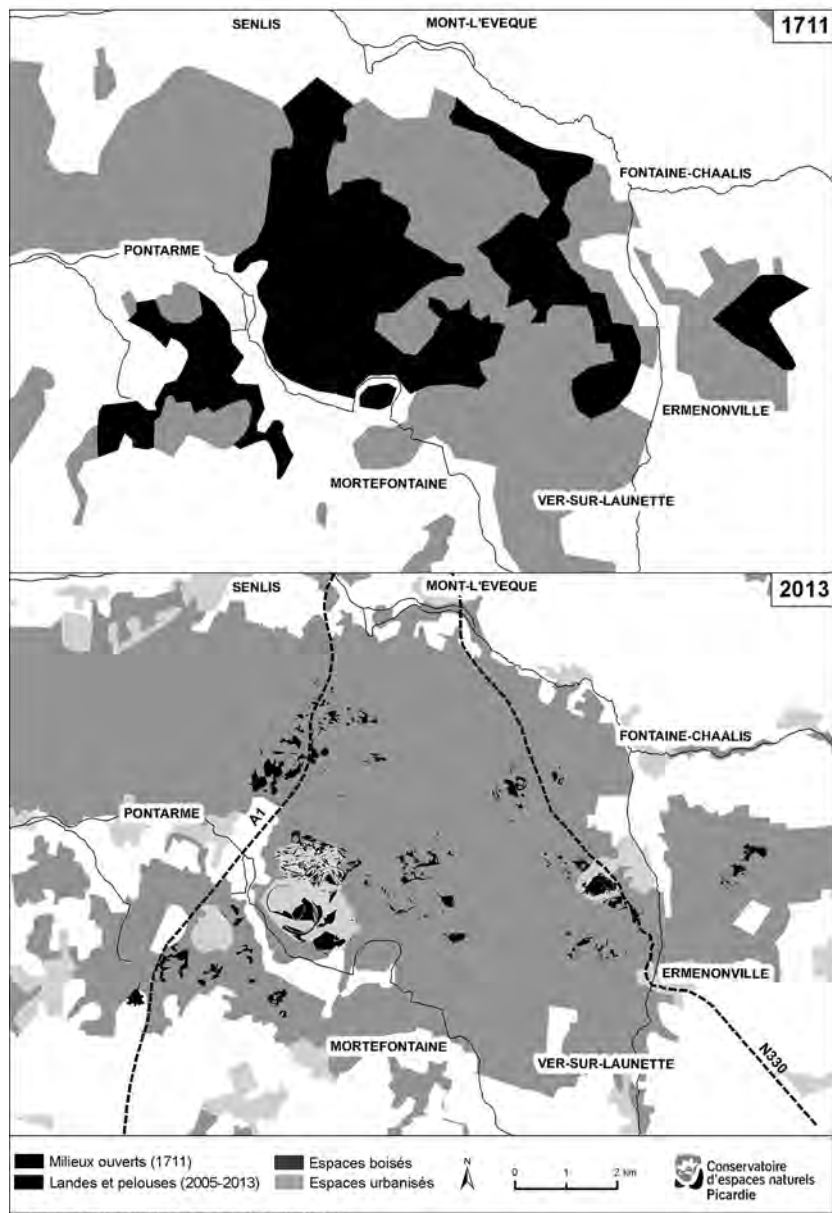 SENLIS
MONT-L'EVEQUE
1711
FONTAINE-CHAALIS
PONTARME
ERMENONVILLE
MORTEFONTAINE
VER-SUR-LAUNETTE
SENLIS
MONT-L'EVEQUE
2013
FONTAINE-CHAALIS
PONTARME
A1
ERMENONVILLE
MORTEFONTAINE
VER-SUR-LAUNETTE
N330
Milieux ouverts (1711)
Landes et pelouses (2005-2013)
Espaces boisés
Espaces urbanisés
N
0 1 2 km
Conservatoire
d'espaces naturels
Picardie